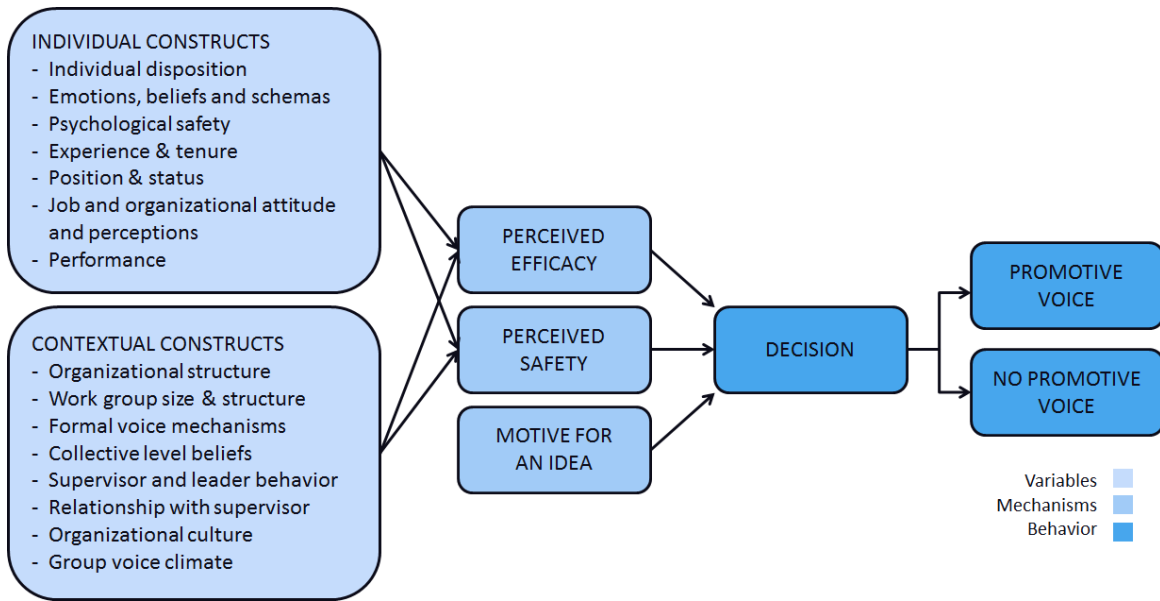 INDIVIDUAL CONSTRUCTS
- Individual disposition
- Emotions, beliefs and schemas
- Psychological safety
- Experience & tenure
- Position & status
- Job and organizational attitude
and perceptions
- Performance
CONTEXTUAL CONSTRUCTS
- Organizational structure
- Work group size & structure
- Formal voice mechanisms
- Collective level beliefs
- Supervisor and leader behavior
- Relationship with supervisor
- Organizational culture
- Group voice climate
PERCEIVED
EFFICACY
PERCEIVED
SAFETY
MOTIVE FOR
AN IDEA
DECISION
PROMOTIVE
VOICE
NO PROMOTIVE
VOICE
Variables
Mechanisms
Behavior